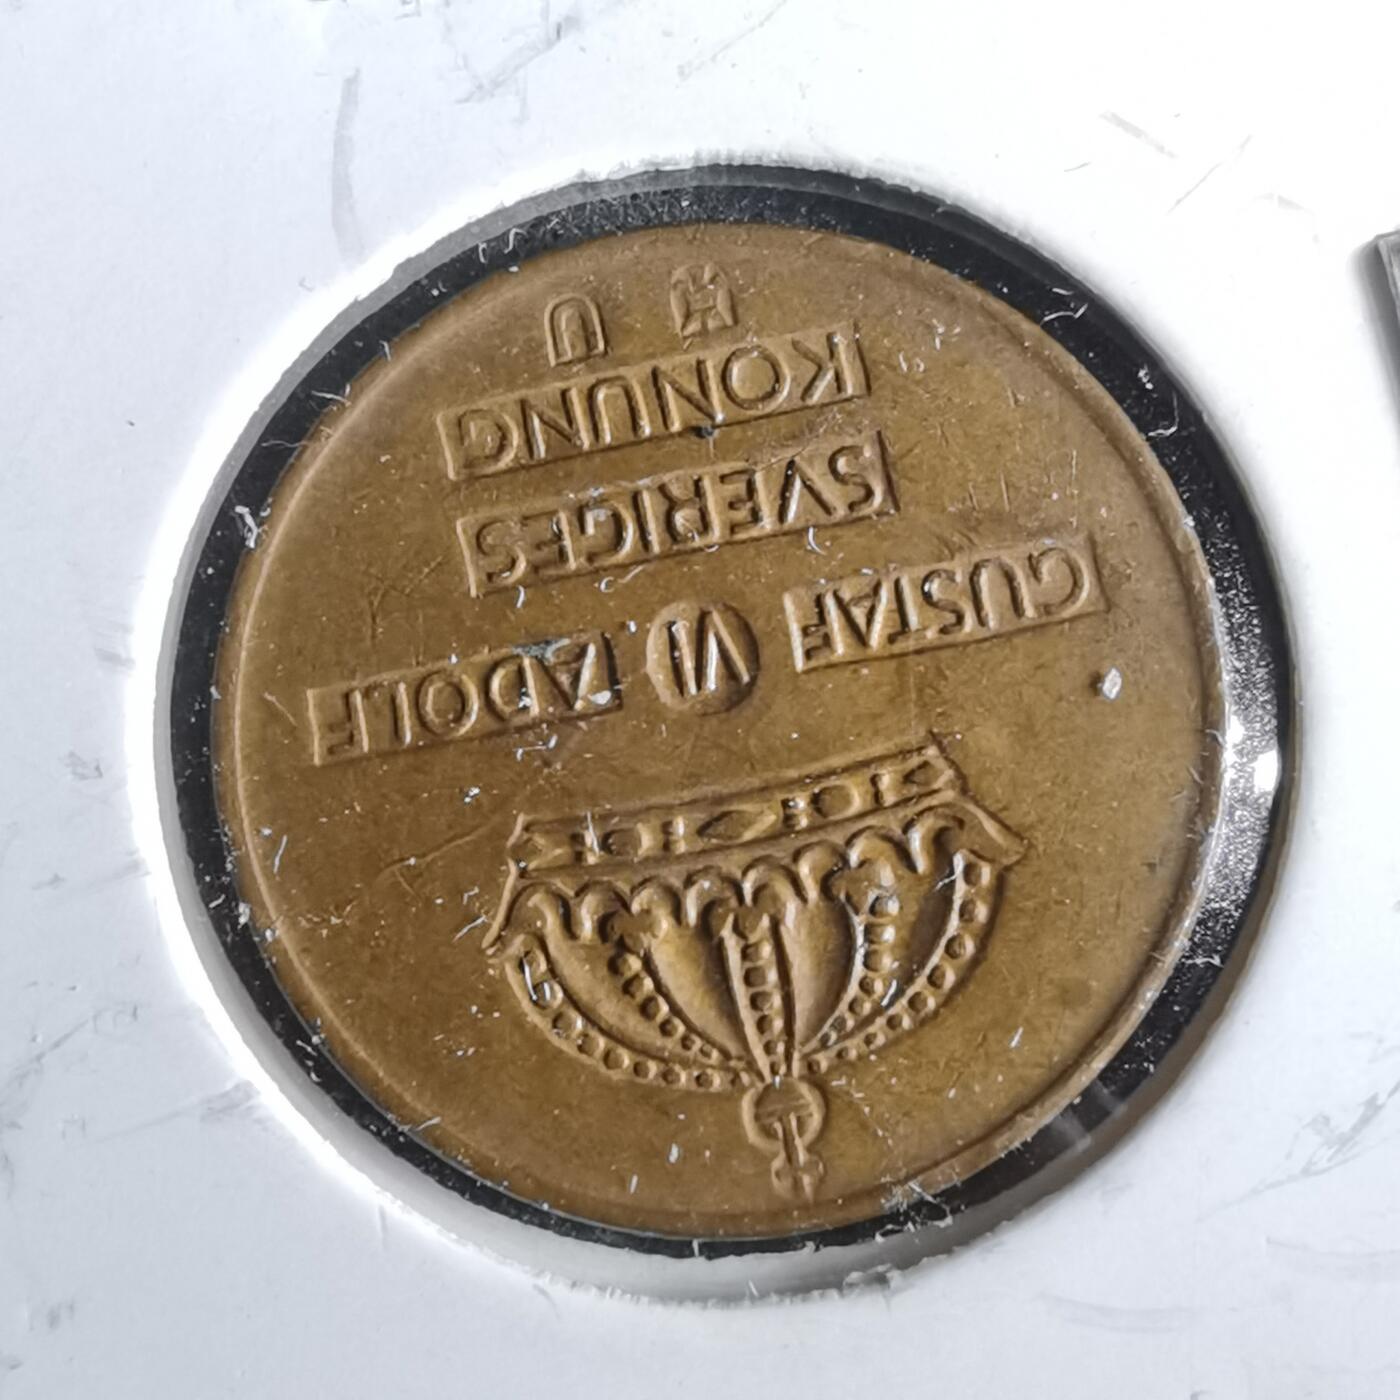 GUSTAF VI ADOLF
SVERIGES
KONUNG
U